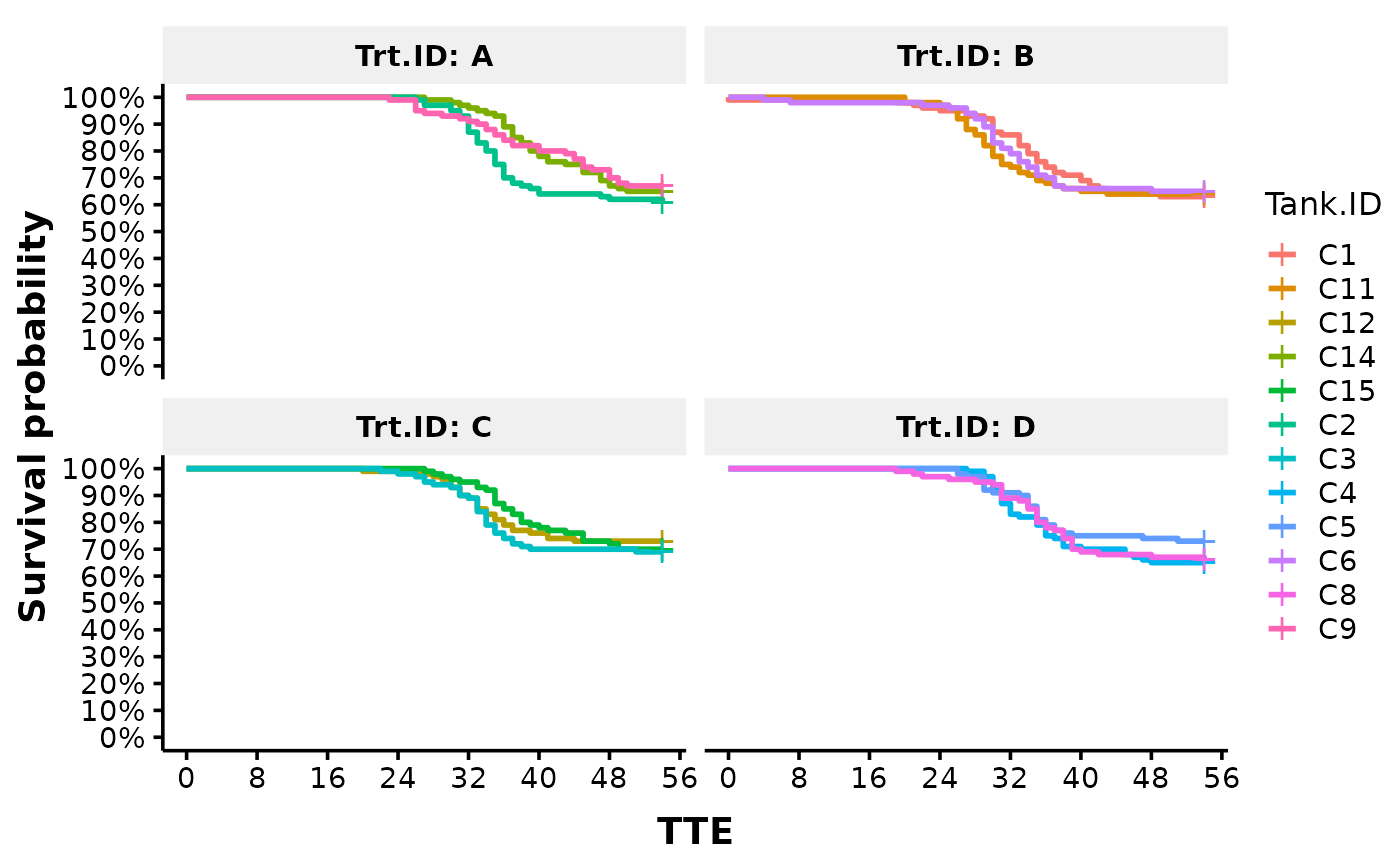 Trt.ID: A
Trt.ID: B
100%
90%
80%
70%
60%
50%
40%
30%
20%
10%
0%
Trt.ID: C
Trt.ID: D
100%
90%
80%
70%
60%
50%
40%
30%
20%
10%
0%
0 8 16 24 32 40 48 56
0 8 16 24 32 40 48 56
TTE
Survival probability
Tank.ID
C1
C11
C12
C14
C15
C2
C3
C4
C5
C6
C8
C9